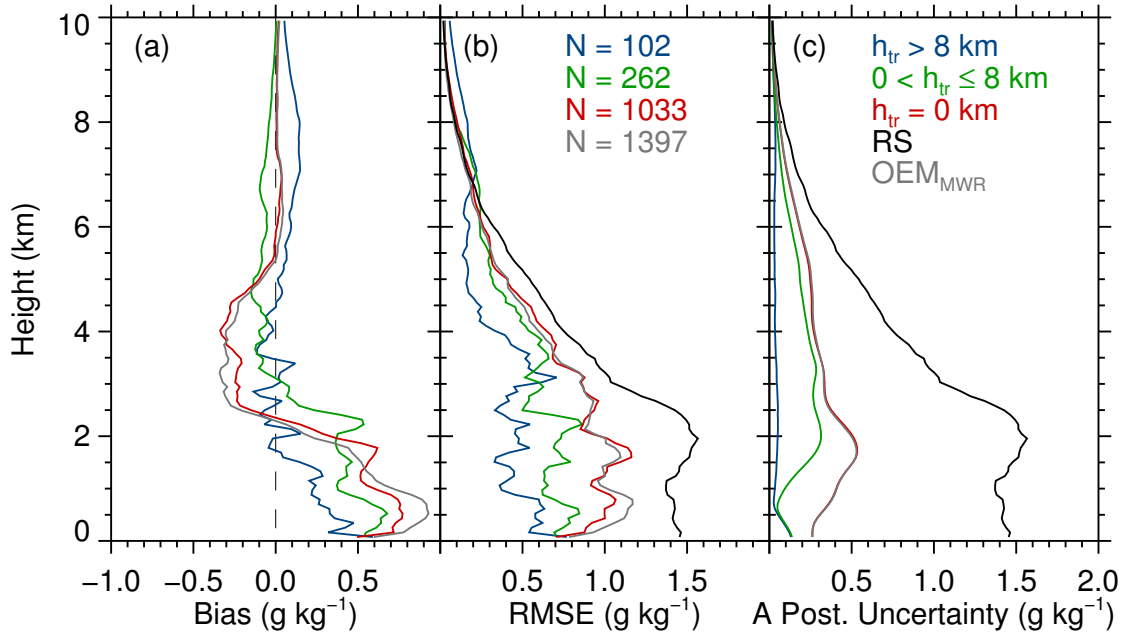 (a)
(b)
(c)
N = 102
N = 262
N = 1033
N = 1397
h_tr > 8 km
0 < h_tr ≤ 8 km
h_tr = 0 km
RS
OEM_MWR
10
8
6
4
2
0
Height (km)
−1.0 −0.5 0.0 0.5
0.5 1.0 1.5
0.5 1.0 1.5 2.0
Bias (g kg⁻¹)
RMSE (g kg⁻¹)
A Post. Uncertainty (g kg⁻¹)